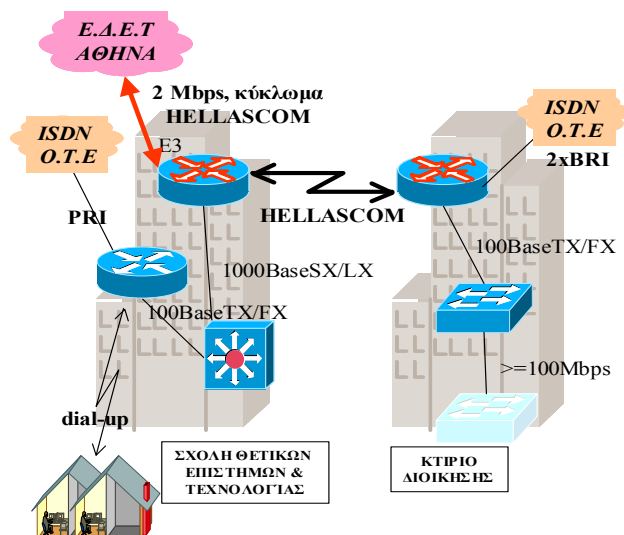 Ε.Δ.Ε.Τ
ΑΘΗΝΑ
2 Mbps, κύκλωμα
HELLASCOM
E3
ISDN
O.T.E
PRI
ISDN
O.T.E
2xBRI
HELLASCOM
100BaseTX/FX
1000BaseSX/LX
100BaseTX/FX
>=100Mbps
dial-up
ΣΧΟΛΗ ΘΕΤΙΚΩΝ
ΕΠΙΣΤΗΜΩΝ &
ΤΕΧΝΟΛΟΓΙΑΣ
ΚΤΙΡΙΟ
ΔΙΟΙΚΗΣΗΣ